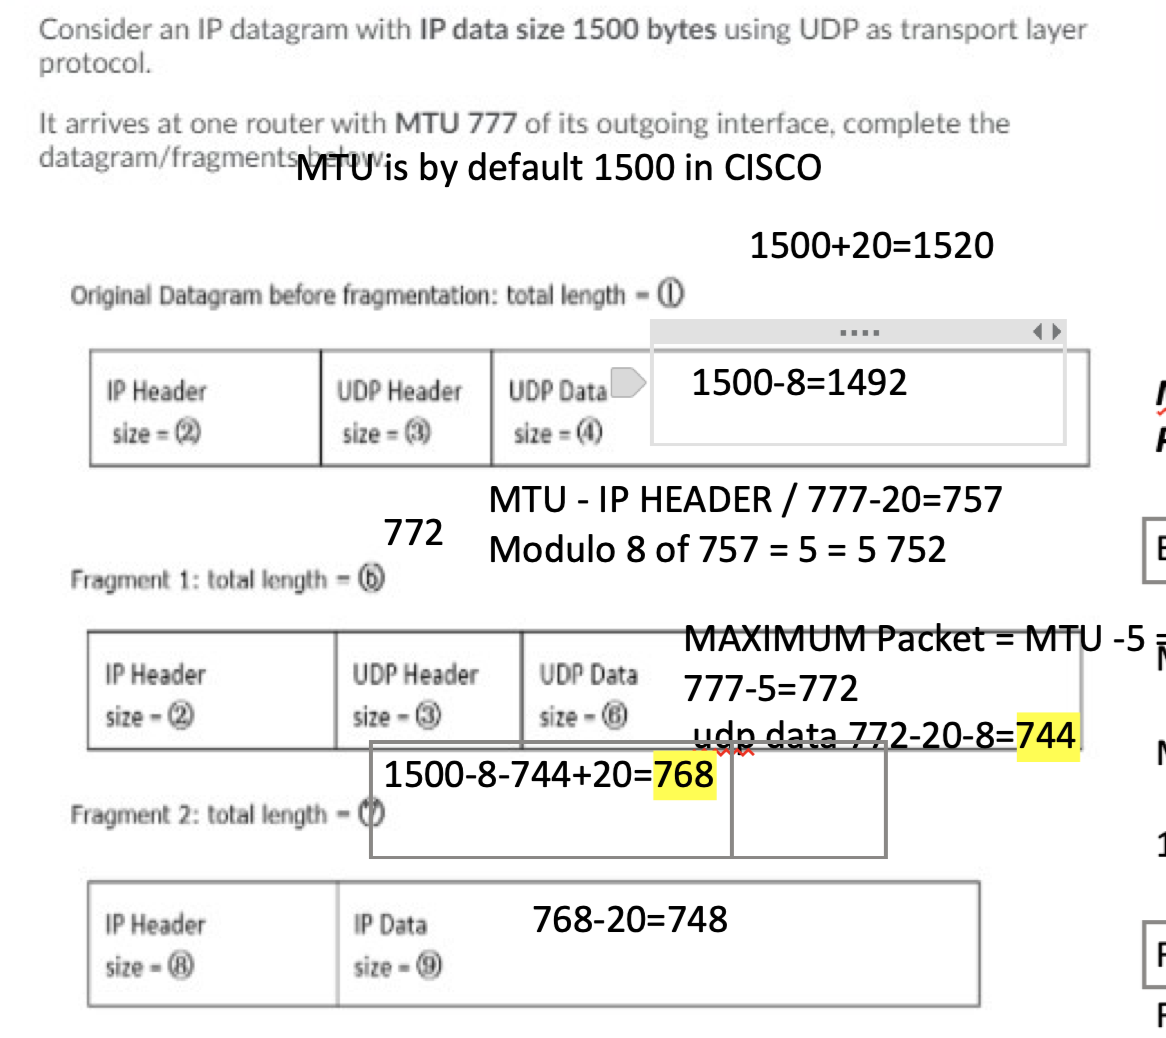 Consider an IP datagram with IP data size 1500 bytes using UDP as transport layer
protocol.
It arrives at one router with MTU 777 of its outgoing interface, complete the
datagram/fragments below.
MTU is by default 1500 in CISCO
1500+20=1520
Original Datagram before fragmentation: total length = ①
IP Header
size = ②
UDP Header
size = ③
UDP Data
size = ④
1500-8=1492
MTU - IP HEADER / 777-20=757
772
Modulo 8 of 757 = 5 = 5 752
Fragment 1: total length = ⑤
MAXIMUM Packet = MTU -5 =
IP Header
size = ②
UDP Header
size = ③
UDP Data
size = ⑥
777-5=772
udp data 772-20-8=744
1500-8-744+20=768
Fragment 2: total length = ⑦
IP Header
size = ⑧
IP Data
size = ⑨
768-20=748